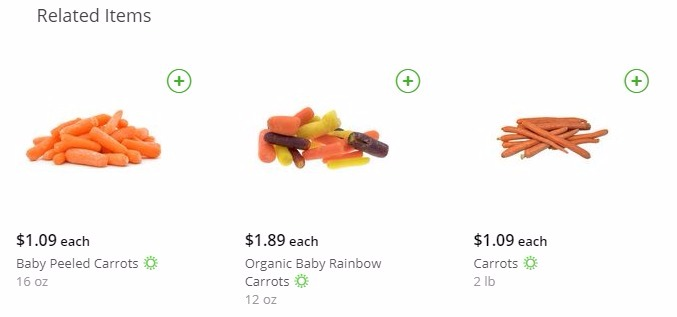 Related Items
$1.09 each
Baby Peeled Carrots
16 oz
$1.89 each
Organic Baby Rainbow
Carrots
12 oz
$1.09 each
Carrots
2 lb